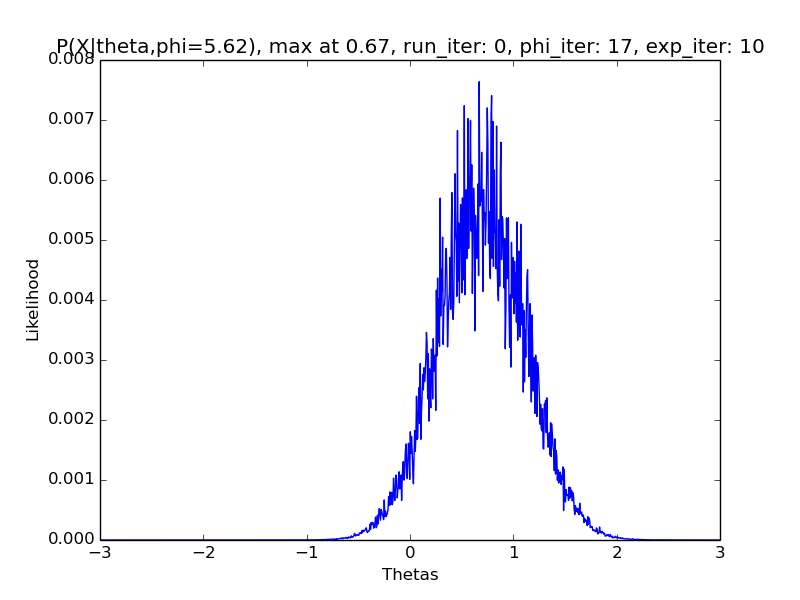 P(X|theta,phi=5.62), max at 0.67, run_iter: 0, phi_iter: 17, exp_iter: 10
0.008
0.007
0.006
0.005
0.004
0.003
0.002
0.001
0.000
Likelihood
−3 −2 −1 0 1 2 3
Thetas